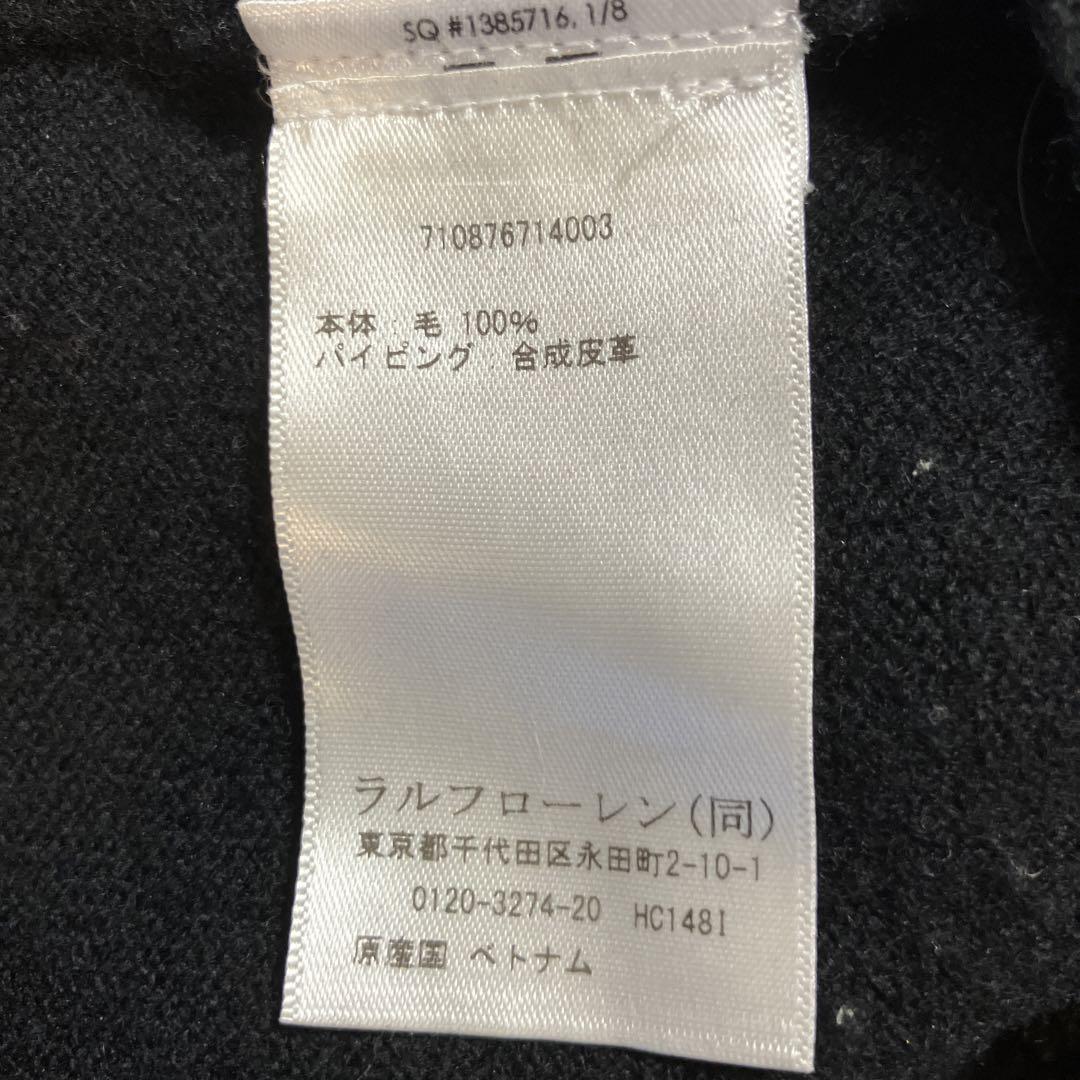 SQ #1385716, 1/8
710876714003
本体 : 毛 100%
パイピング : 合成皮革
ラルフローレン(同)
東京都千代田区永田町2-10-1
0120-3274-20 HC148I
原産国 ベトナム